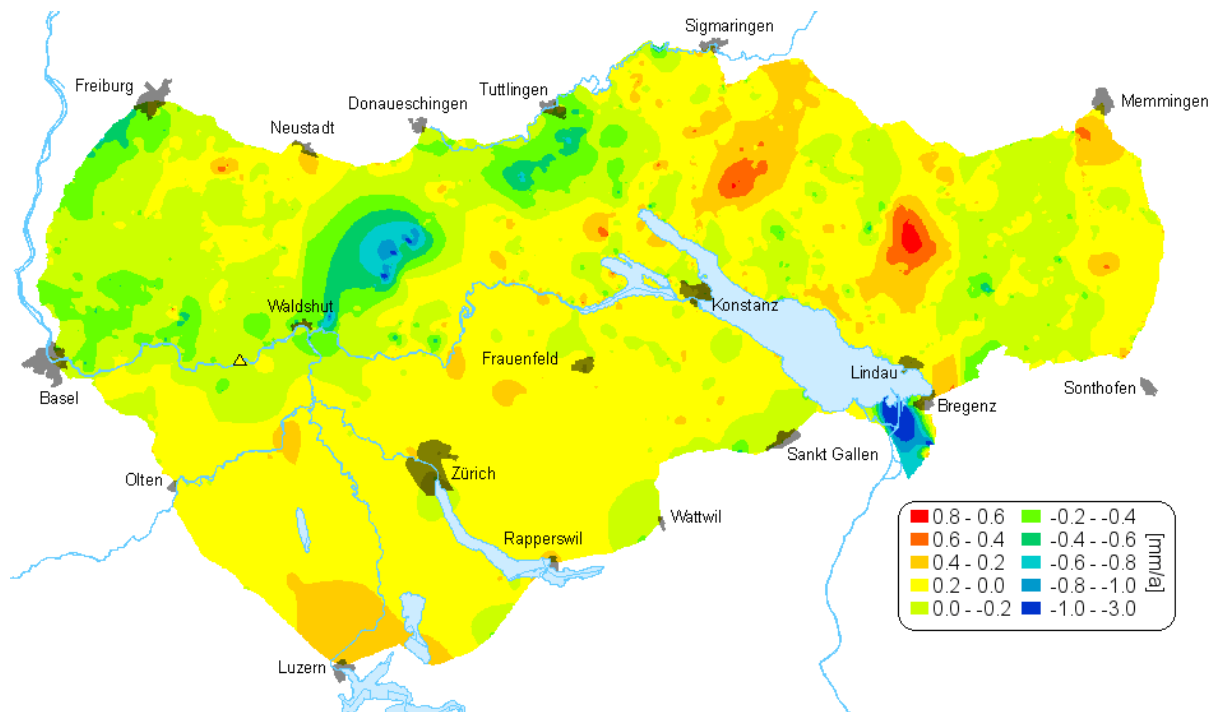 Sigmaringen
Freiburg
Tuttlingen
Donaueschingen
Memmingen
Neustadt
Waldshut
Konstanz
Frauenfeld
Lindau
Basel
Sonthofen
Bregenz
Sankt Gallen
Olten
Zürich
Wattwil
Rapperswil
Luzern
0.8 - 0.6
0.6 - 0.4
0.4 - 0.2
0.2 - 0.0
0.0 - -0.2
-0.2 - -0.4
-0.4 - -0.6
-0.6 - -0.8
-0.8 - -1.0
-1.0 - -3.0
[mm/a]